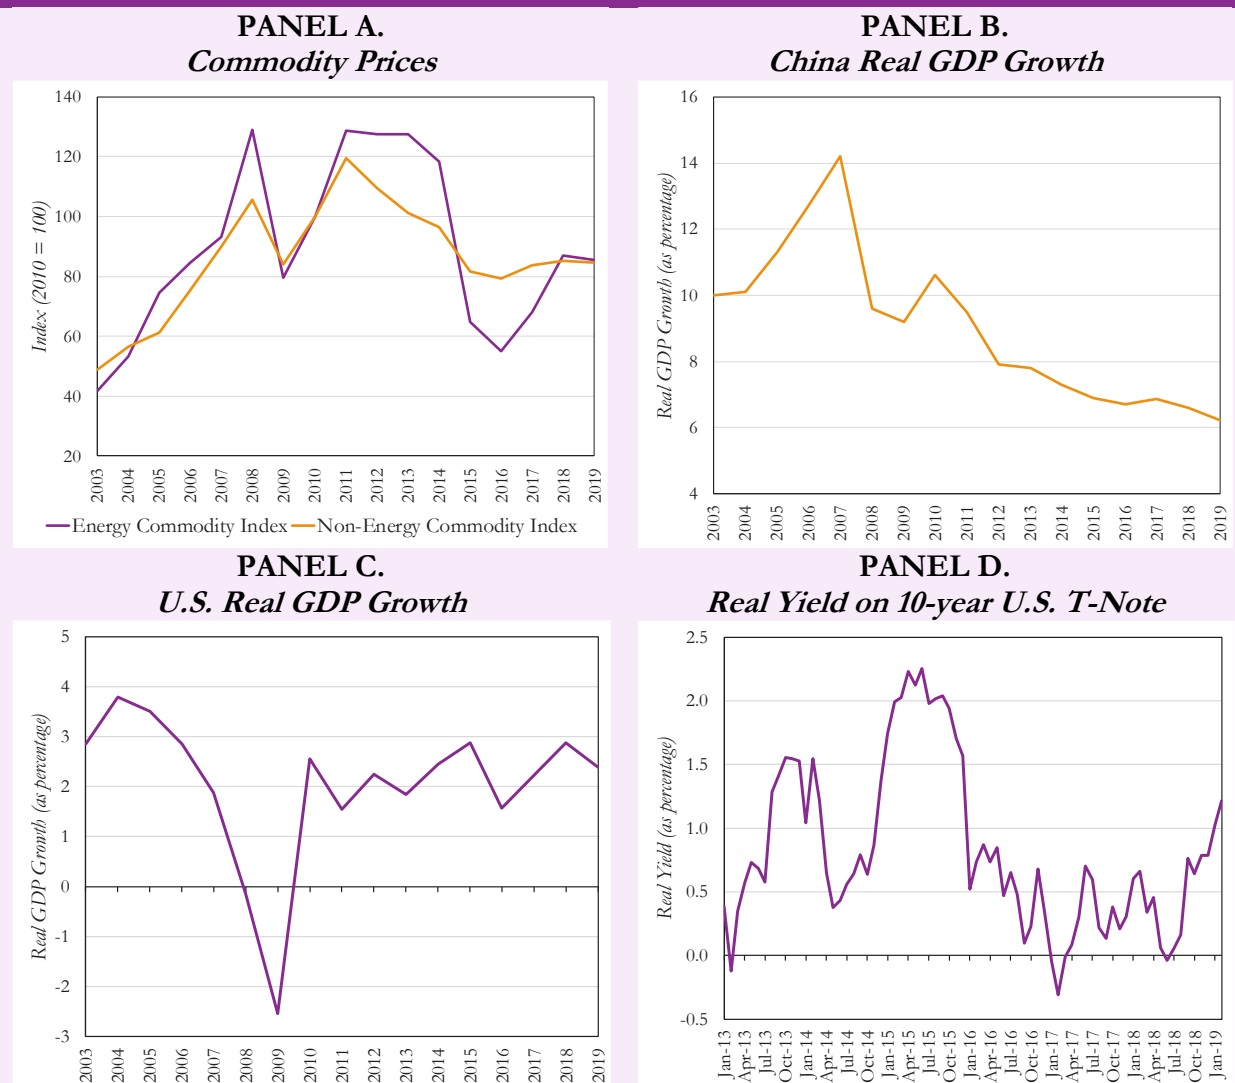 PANEL A.
Commodity Prices
140
120
100
80
60
40
20
Index (2010 = 100)
2003 2004 2005 2006 2007 2008 2009 2010 2011 2012 2013 2014 2015 2016 2017 2018 2019
Energy Commodity Index Non-Energy Commodity Index
PANEL B.
China Real GDP Growth
16
14
12
10
8
6
4
Real GDP Growth (as percentage)
2003 2004 2005 2006 2007 2008 2009 2010 2011 2012 2013 2014 2015 2016 2017 2018 2019
PANEL C.
U.S. Real GDP Growth
5
4
3
2
1
0
-1
-2
-3
Real GDP Growth (as percentage)
2003 2004 2005 2006 2007 2008 2009 2010 2011 2012 2013 2014 2015 2016 2017 2018 2019
PANEL D.
Real Yield on 10-year U.S. T-Note
2.5
2.0
1.5
1.0
0.5
0.0
-0.5
Real Yield (as percentage)
Jan-13 Apr-13 Jul-13 Oct-13 Jan-14 Apr-14 Jul-14 Oct-14 Jan-15 Apr-15 Jul-15 Oct-15 Jan-16 Apr-16 Jul-16 Oct-16 Jan-17 Apr-17 Jul-17 Oct-17 Jan-18 Apr-18 Jul-18 Oct-18 Jan-19